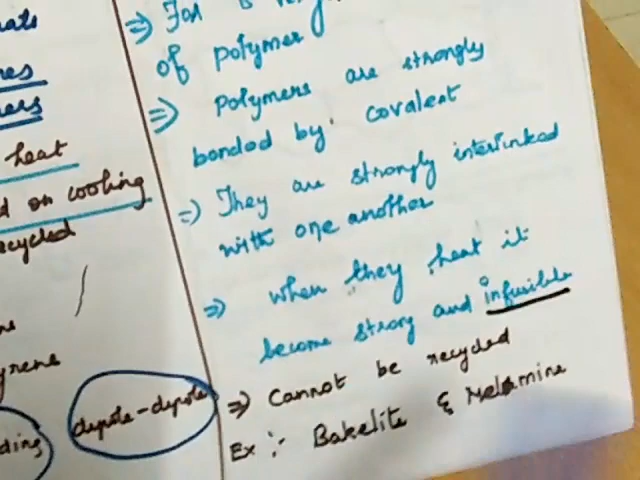 heat
on cooling
recycled
dipole-dipole
of polymer
=> polymers are strongly
bonded by covalent
=> They are strongly interlinked
with one another
=> when they heat it
become strong and infusible
=> Cannot be recycled
Ex :- Bakelite & Melamine